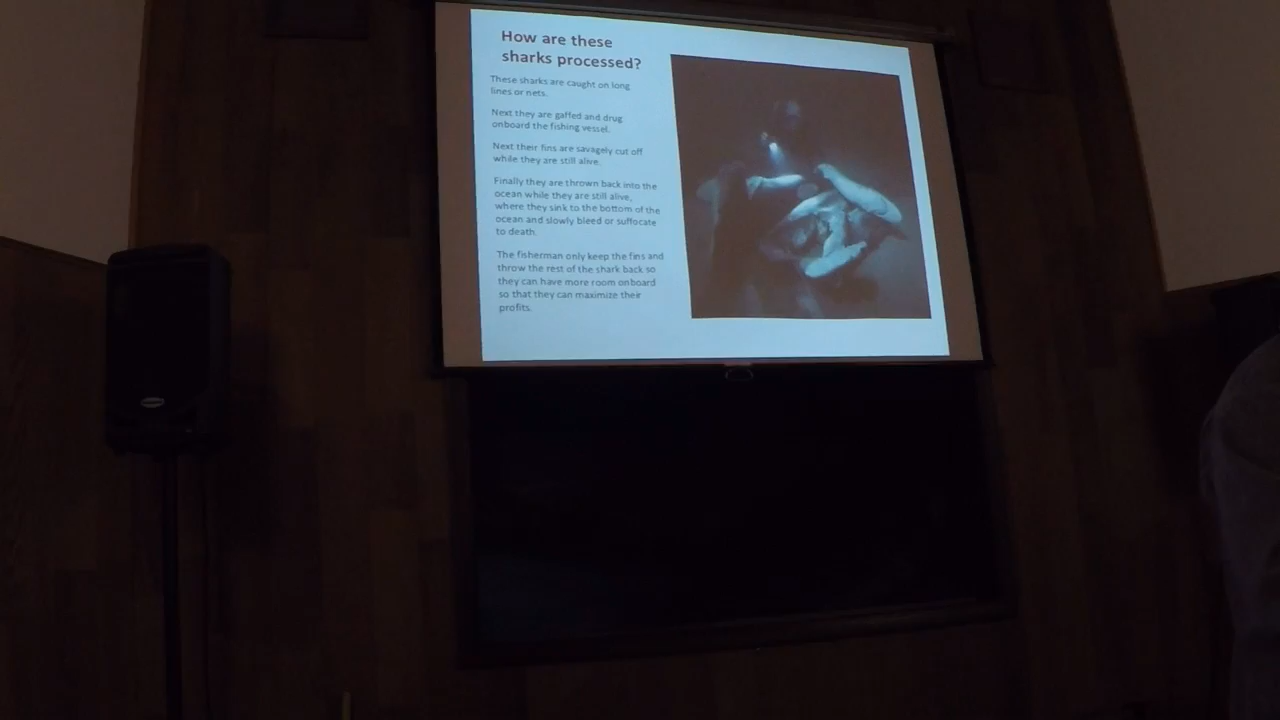 How are these
sharks processed?
These sharks are caught on long
lines or nets.
Next they are gaffed and drug
onboard the fishing vessel.
Next their fins are savagely cut off
while they are still alive.
Finally they are thrown back into the
ocean while they are still alive,
where they sink to the bottom of the
ocean and slowly bleed or suffocate
to death.
The fisherman only keep the fins and
throw the rest of the shark back so
they can have more room onboard
so that they can maximize their
profits.